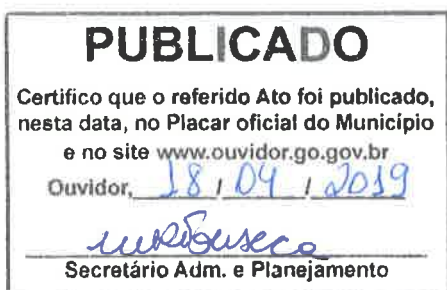 PUBLICADO
Certifico que o referido Ato foi publicado,
nesta data, no Placar oficial do Município
e no site www.ouvidor.go.gov.br
Ouvidor, 18 / 04 / 2019
Secretário Adm. e Planejamento